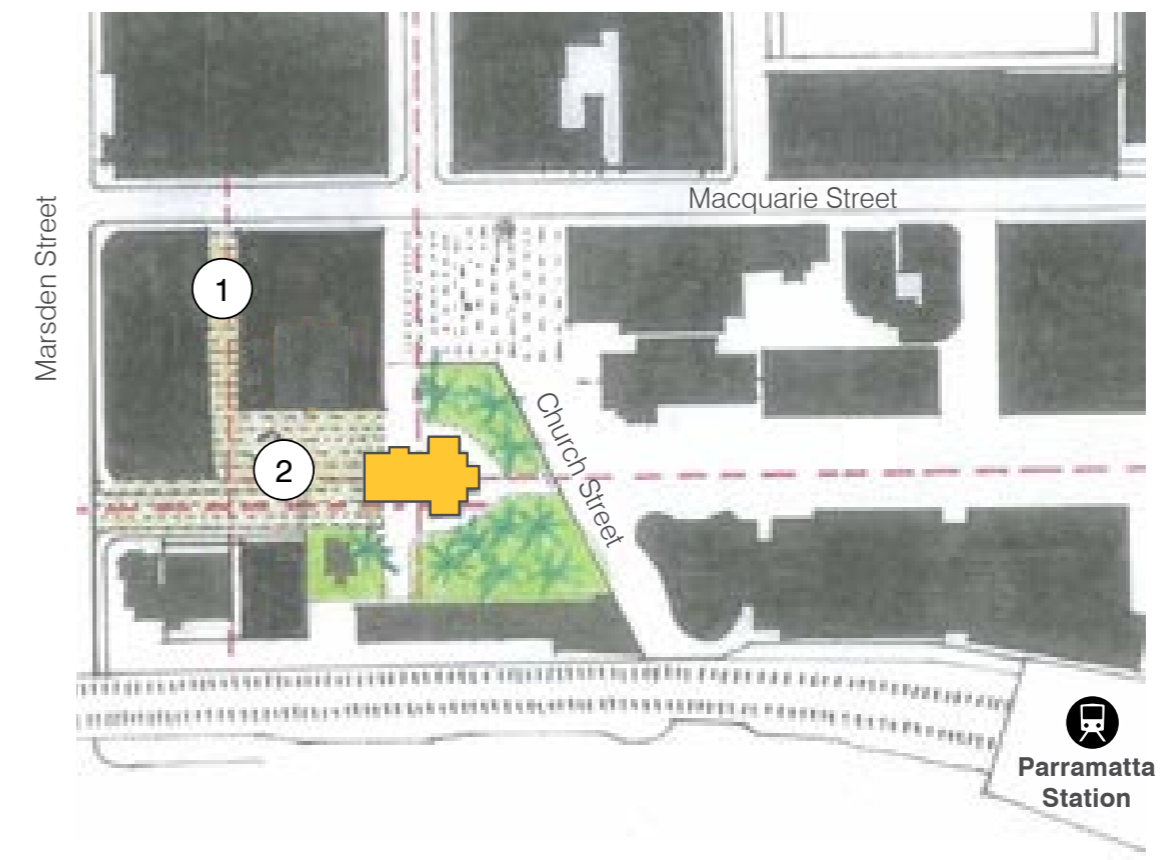 Macquarie Street
Marsden Street
1
Church Street
2
Parramatta
Station